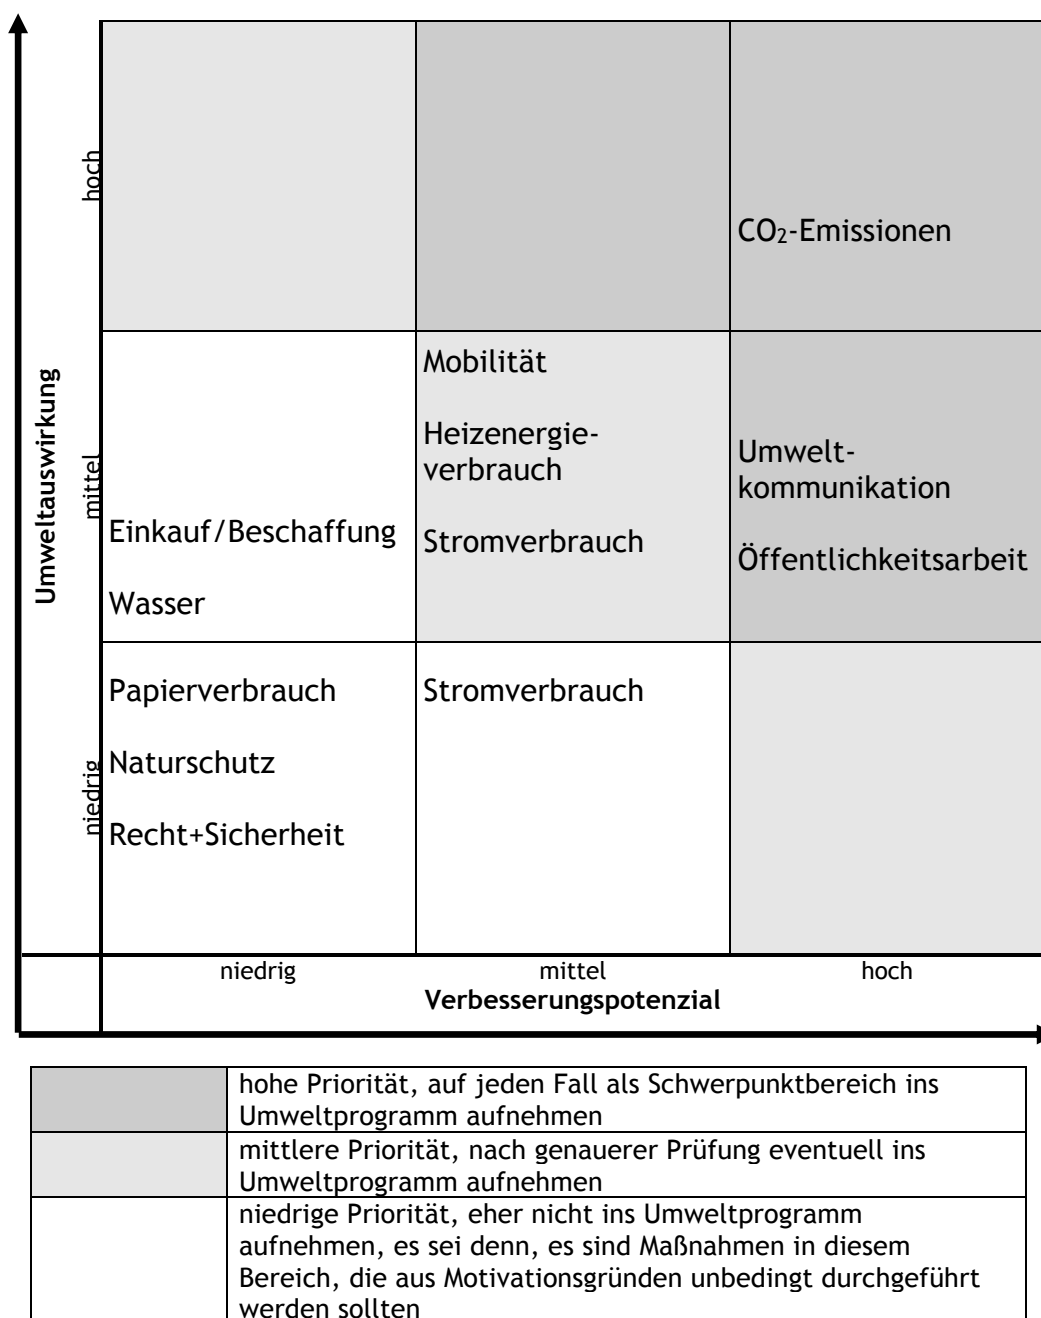 hoch
CO₂-Emissionen
Umweltauswirkung
mittel
Einkauf/Beschaffung
Wasser
Mobilität
Heizenergie-
verbrauch
Stromverbrauch
Umwelt-
kommunikation
Öffentlichkeitsarbeit
niedrig
Papierverbrauch
Naturschutz
Recht+Sicherheit
Stromverbrauch
niedrig
mittel
hoch
Verbesserungspotenzial
hohe Priorität, auf jeden Fall als Schwerpunktbereich ins
Umweltprogramm aufnehmen
mittlere Priorität, nach genauerer Prüfung eventuell ins
Umweltprogramm aufnehmen
niedrige Priorität, eher nicht ins Umweltprogramm
aufnehmen, es sei denn, es sind Maßnahmen in diesem
Bereich, die aus Motivationsgründen unbedingt durchgeführt
werden sollten